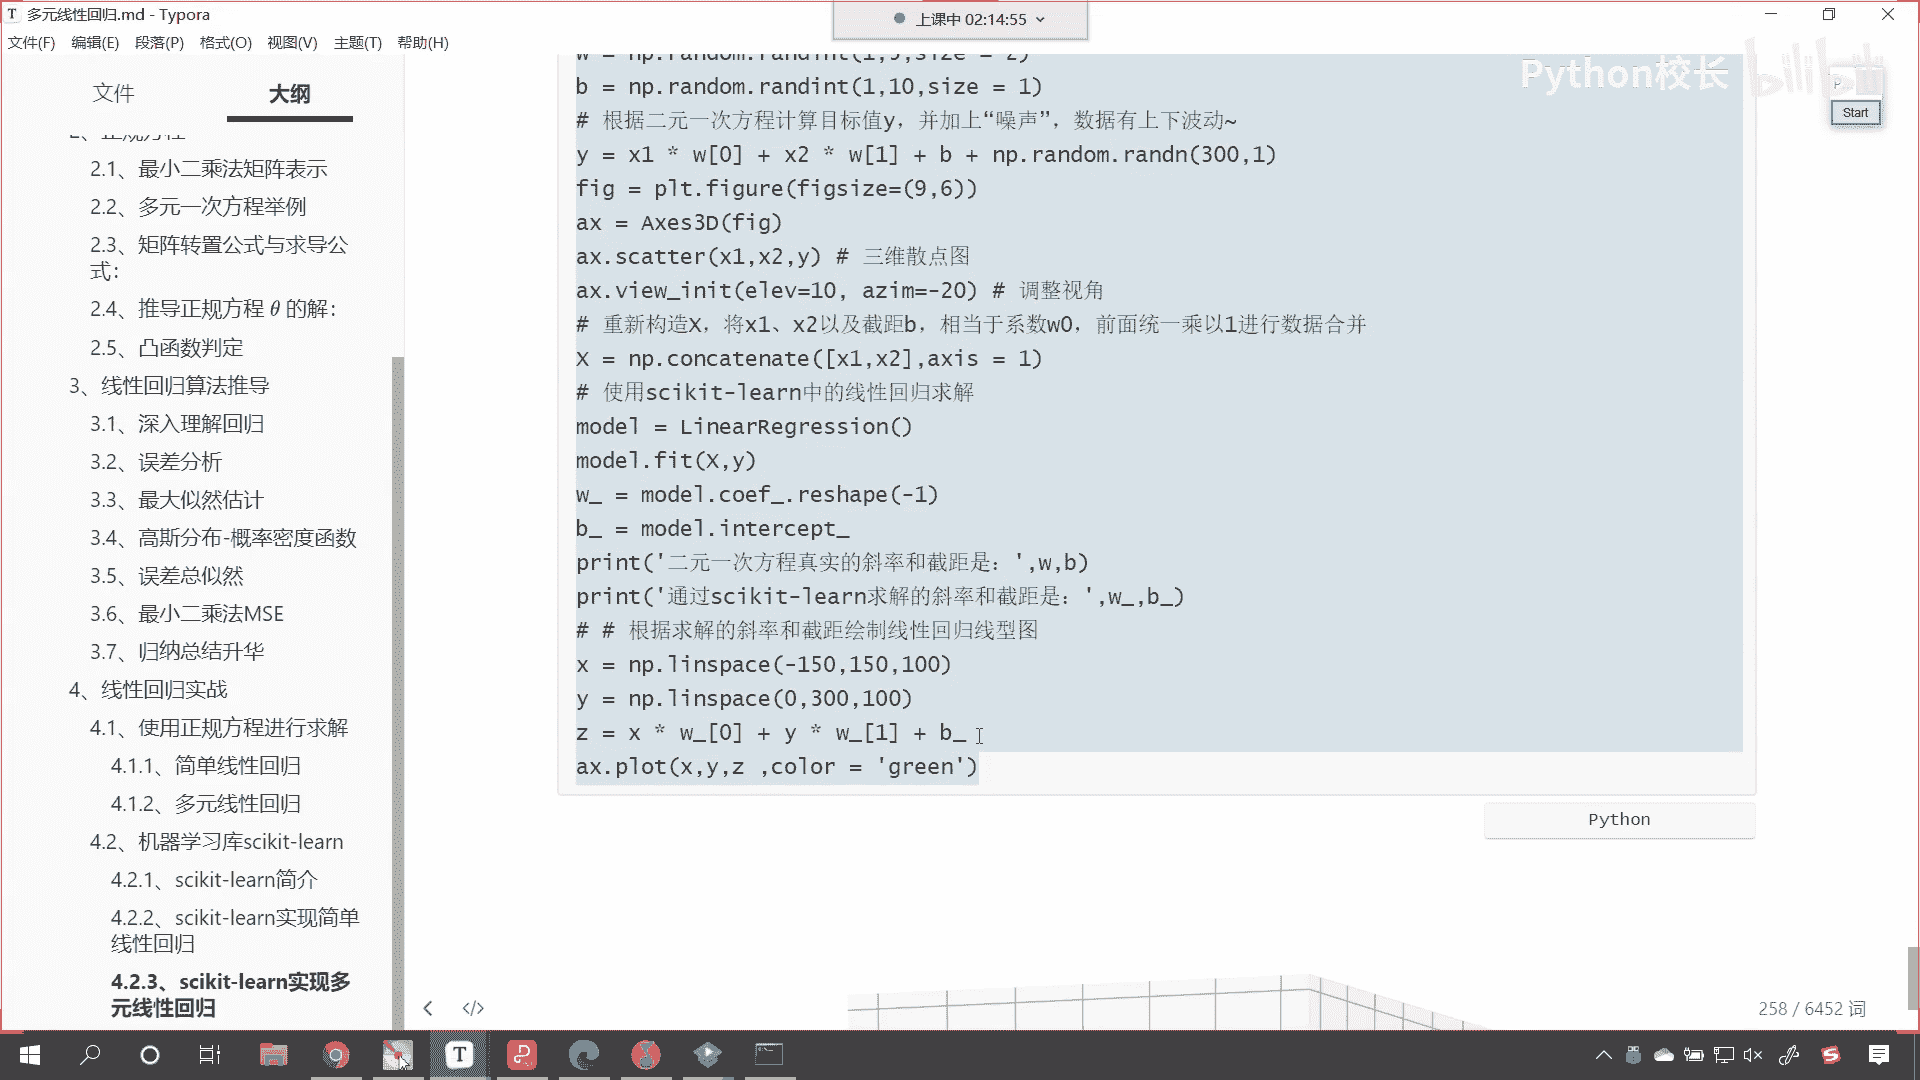 多元线性回归.md - Typora
上课中 02:14:55
文件(F) 编辑(E) 段落(P) 格式(O) 视图(V) 主题(T) 帮助(H)
Python校长
bilibili
Start
文件 大纲
2、正规方程
2.1、最小二乘法矩阵表示
2.2、多元一次方程举例
2.3、矩阵转置公式与求导公
式：
2.4、推导正规方程 θ 的解：
2.5、凸函数判定
3、线性回归算法推导
3.1、深入理解回归
3.2、误差分析
3.3、最大似然估计
3.4、高斯分布-概率密度函数
3.5、误差总似然
3.6、最小二乘法MSE
3.7、归纳总结升华
4、线性回归实战
4.1、使用正规方程进行求解
4.1.1、简单线性回归
4.1.2、多元线性回归
4.2、机器学习库scikit-learn
4.2.1、scikit-learn简介
4.2.2、scikit-learn实现简单
线性回归
4.2.3、scikit-learn实现多
元线性回归
w = np.random.randint(1,5,size = 2)
b = np.random.randint(1,10,size = 1)
# 根据二元一次方程计算目标值y，并加上“噪声”，数据有上下波动~
y = x1 * w[0] + x2 * w[1] + b + np.random.randn(300,1)
fig = plt.figure(figsize=(9,6))
ax = Axes3D(fig)
ax.scatter(x1,x2,y) # 三维散点图
ax.view_init(elev=10, azim=-20) # 调整视角
# 重新构造X，将x1、x2以及截距b，相当于系数w0，前面统一乘以1进行数据合并
X = np.concatenate([x1,x2],axis = 1)
# 使用scikit-learn中的线性回归求解
model = LinearRegression()
model.fit(X,y)
w_ = model.coef_.reshape(-1)
b_ = model.intercept_
print('二元一次方程真实的斜率和截距是：',w,b)
print('通过scikit-learn求解的斜率和截距是：',w_,b_)
# # 根据求解的斜率和截距绘制线性回归线型图
x = np.linspace(-150,150,100)
y = np.linspace(0,300,100)
z = x * w_[0] + y * w_[1] + b_
ax.plot(x,y,z ,color = 'green')
Python
258 / 6452 词